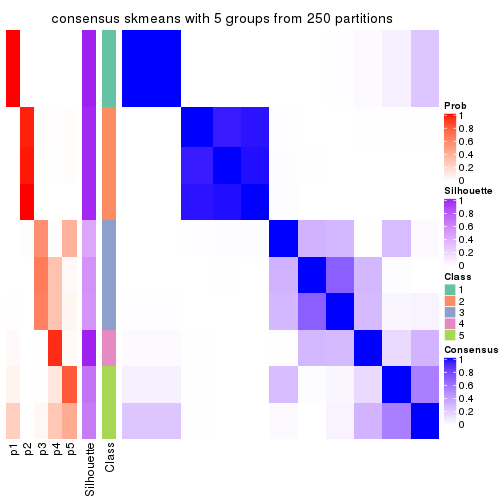 consensus skmeans with 5 groups from 250 partitions
Prob
1
0.8
0.6
0.4
0.2
0
Silhouette
1
0.8
0.6
0.4
0.2
0
Class
1
2
3
4
5
Consensus
1
0.8
0.6
0.4
0.2
0
p1
p2
p3
p4
p5
Silhouette
Class